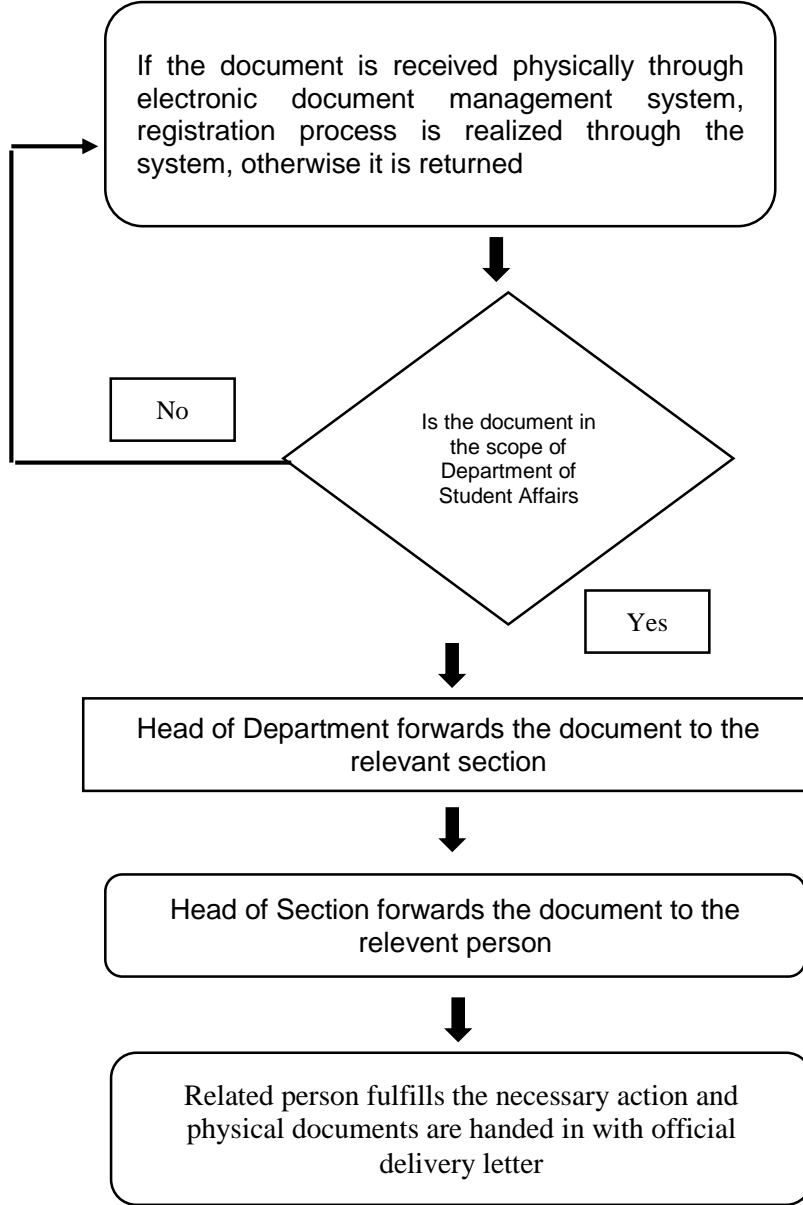 If the document is received physically through
electronic document management system,
registration process is realized through the
system, otherwise it is returned
No
Is the document in
the scope of
Department of
Student Affairs
Yes
Head of Department forwards the document to the
relevant section
Head of Section forwards the document to the
relevent person
Related person fulfills the necessary action and
physical documents are handed in with official
delivery letter